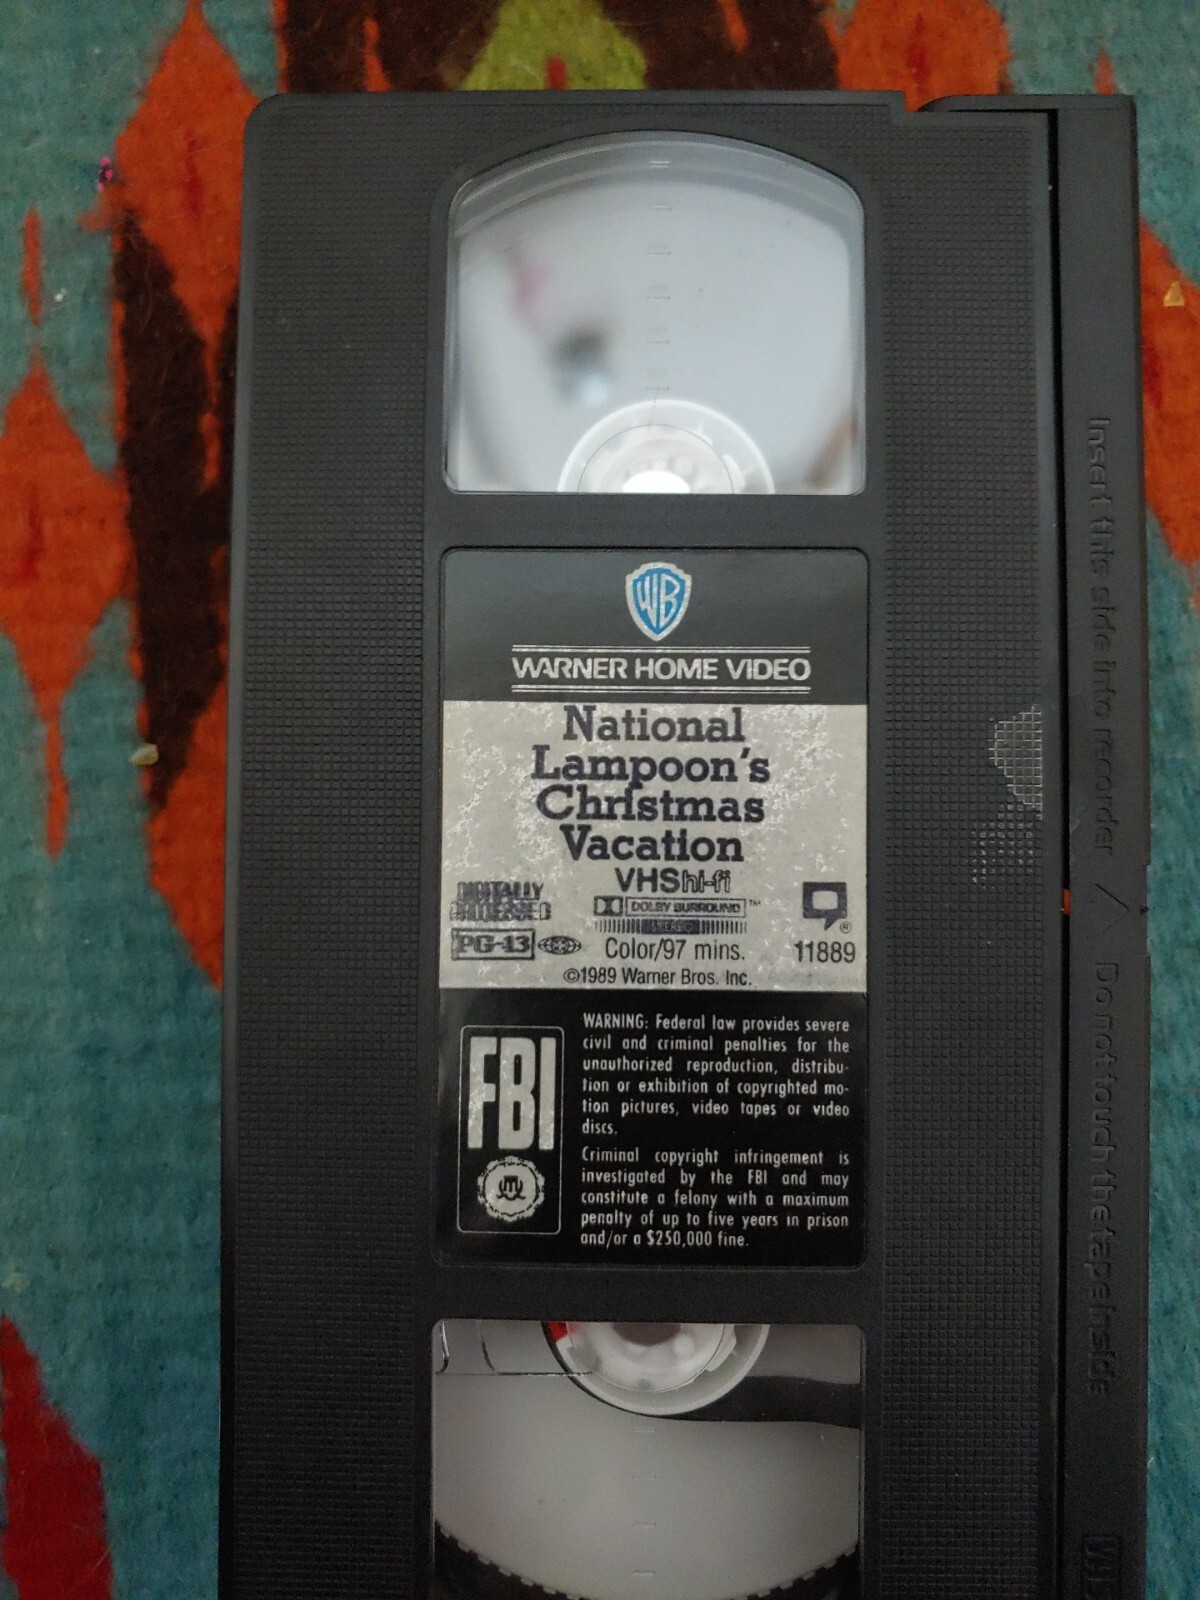 WB
WARNER HOME VIDEO
National
Lampoon's
Christmas
Vacation
VHS hi-fi
DIGITALLY
PROCESSED
DOLBY SURROUND™
STEREO
PG-13
Color/97 mins.
®
11889
©1989 Warner Bros. Inc.
FBI
WARNING: Federal law provides severe
civil and criminal penalties for the
unauthorized reproduction, distribu-
tion or exhibition of copyrighted mo-
tion pictures, video tapes or video
discs.
Criminal copyright infringement is
investigated by the FBI and may
constitute a felony with a maximum
penalty of up to five years in prison
and/or a $250,000 fine.
Insert this side into recorder / Do not touch the tape inside